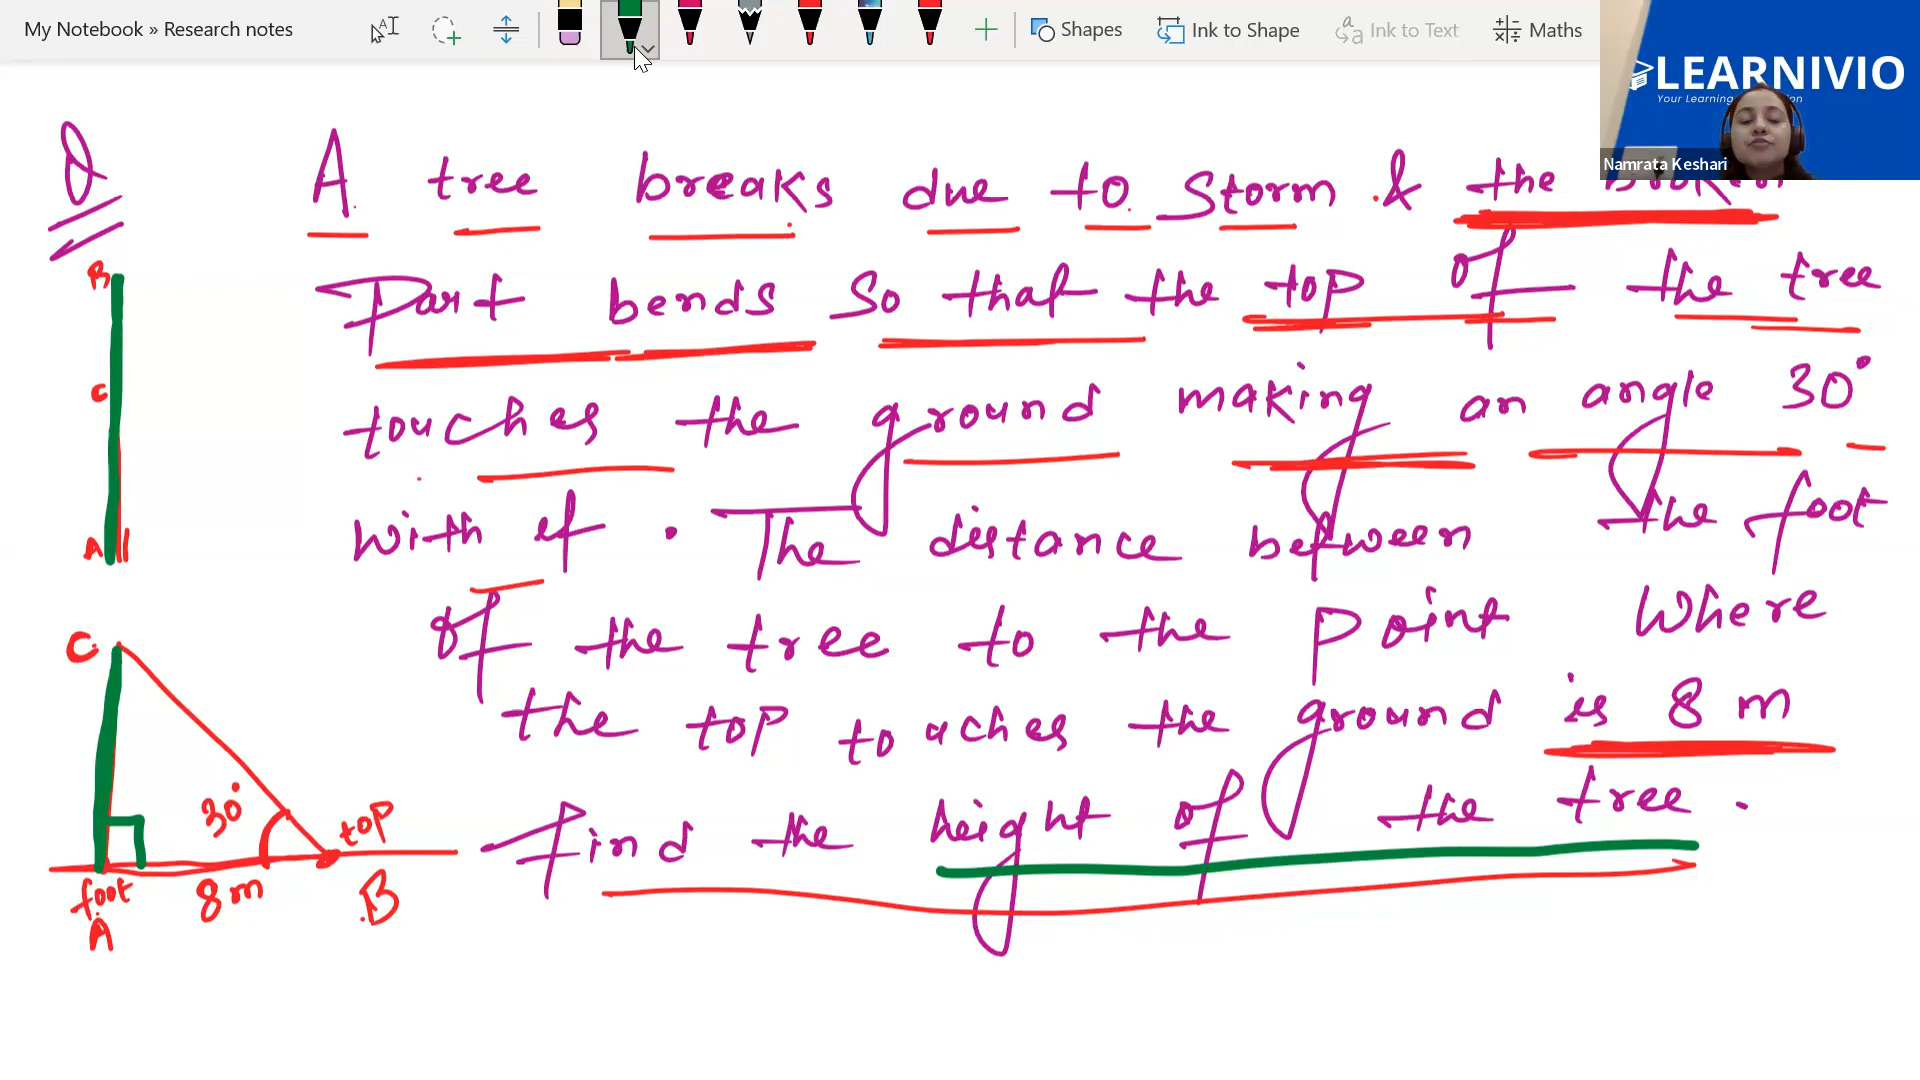 My Notebook » Research notes
Shapes
Ink to Shape
Ink to Text
Maths
LEARNIVIO
Your Learning
Namrata Keshari
Q
A tree breaks due to Storm & the broken
Part bends so that the top of the tree
touches the ground making an angle 30°
with it. The distance between the foot
of the tree to the point where
the top touches the ground is 8 m
find the height of the tree.
B
C
A
C
30°
top
foot
8 m
B
A